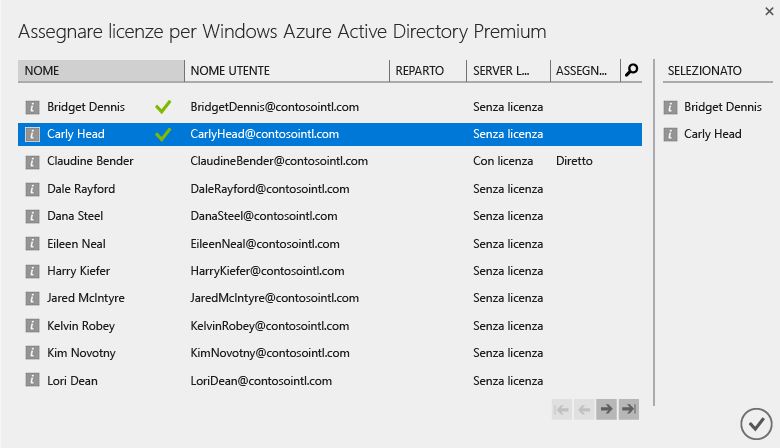 Assegnare licenze per Windows Azure Active Directory Premium
NOME NOME UTENTE REPARTO SERVER L... ASSEGN... SELEZIONATO
Bridget Dennis BridgetDennis@contosointl.com Senza licenza Bridget Dennis
Carly Head CarlyHead@contosointl.com Senza licenza Carly Head
Claudine Bender ClaudineBender@contosointl.com Con licenza Diretto
Dale Rayford DaleRayford@contosointl.com Senza licenza
Dana Steel DanaSteel@contosointl.com Senza licenza
Eileen Neal EileenNeal@contosointl.com Senza licenza
Harry Kiefer HarryKiefer@contosointl.com Senza licenza
Jared McIntyre JaredMcIntyre@contosointl.com Senza licenza
Kelvin Robey KelvinRobey@contosointl.com Senza licenza
Kim Novotny KimNovotny@contosointl.com Senza licenza
Lori Dean LoriDean@contosointl.com Senza licenza